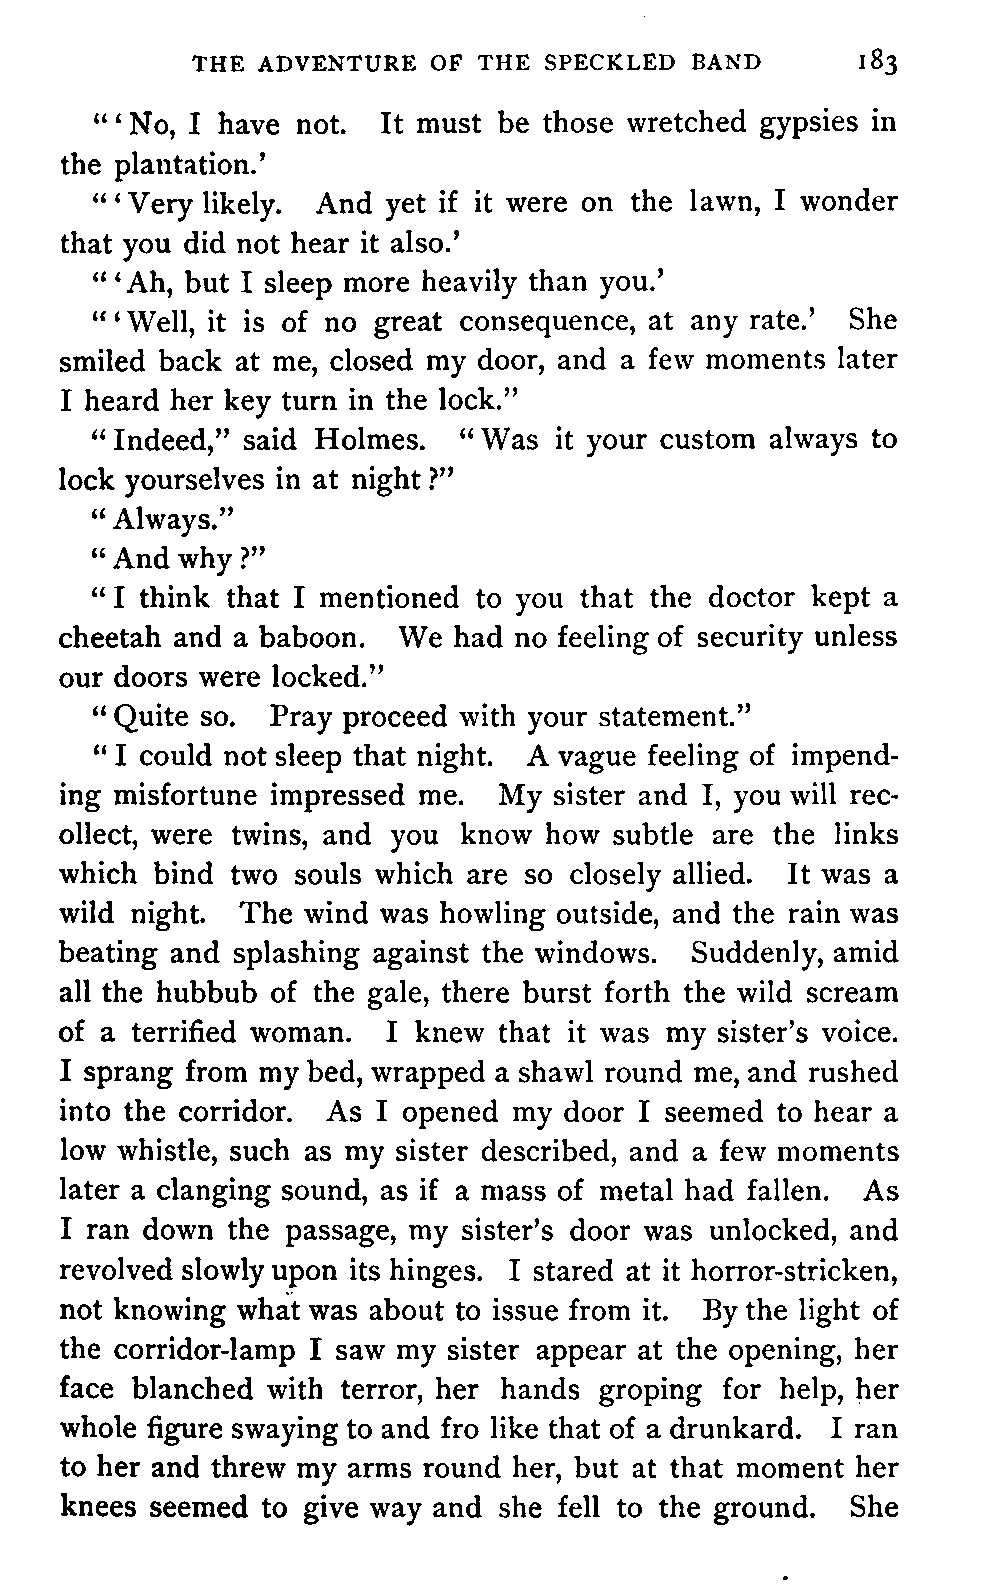 THE ADVENTURE OF THE SPECKLED BAND 183
“‘No, I have not. It must be those wretched gypsies in
the plantation.’
“‘Very likely. And yet if it were on the lawn, I wonder
that you did not hear it also.’
“‘Ah, but I sleep more heavily than you.’
“‘Well, it is of no great consequence, at any rate.’ She
smiled back at me, closed my door, and a few moments later
I heard her key turn in the lock.”
“Indeed,” said Holmes. “Was it your custom always to
lock yourselves in at night?”
“Always.”
“And why?”
“I think that I mentioned to you that the doctor kept a
cheetah and a baboon. We had no feeling of security unless
our doors were locked.”
“Quite so. Pray proceed with your statement.”
“I could not sleep that night. A vague feeling of impend-
ing misfortune impressed me. My sister and I, you will rec-
ollect, were twins, and you know how subtle are the links
which bind two souls which are so closely allied. It was a
wild night. The wind was howling outside, and the rain was
beating and splashing against the windows. Suddenly, amid
all the hubbub of the gale, there burst forth the wild scream
of a terrified woman. I knew that it was my sister’s voice.
I sprang from my bed, wrapped a shawl round me, and rushed
into the corridor. As I opened my door I seemed to hear a
low whistle, such as my sister described, and a few moments
later a clanging sound, as if a mass of metal had fallen. As
I ran down the passage, my sister’s door was unlocked, and
revolved slowly upon its hinges. I stared at it horror-stricken,
not knowing what was about to issue from it. By the light of
the corridor-lamp I saw my sister appear at the opening, her
face blanched with terror, her hands groping for help, her
whole figure swaying to and fro like that of a drunkard. I ran
to her and threw my arms round her, but at that moment her
knees seemed to give way and she fell to the ground. She